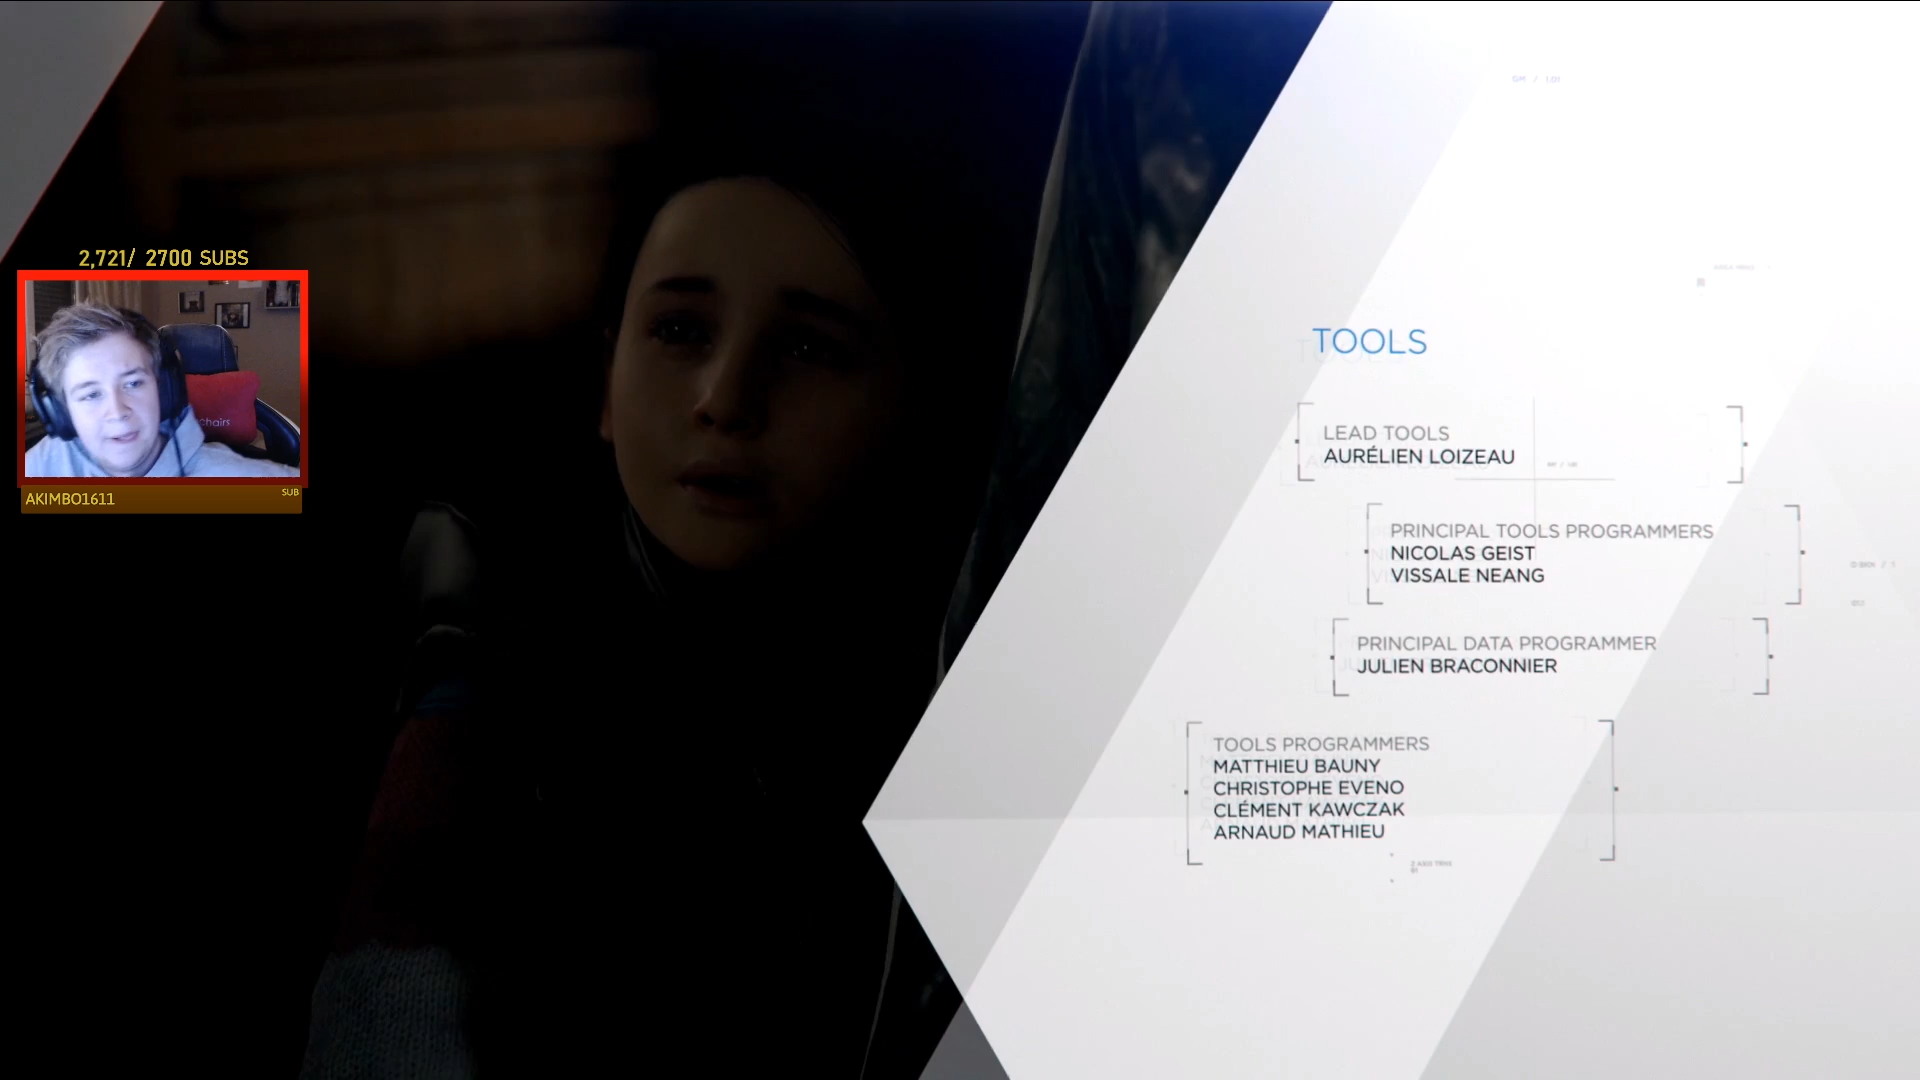 2,721/ 2700 SUBS
chairs
AKIMBO1611
SUB
TOOLS
LEAD TOOLS
AURÉLIEN LOIZEAU
PRINCIPAL TOOLS PROGRAMMERS
NICOLAS GEIST
VISSALE NEANG
PRINCIPAL DATA PROGRAMMER
JULIEN BRACONNIER
TOOLS PROGRAMMERS
MATTHIEU BAUNY
CHRISTOPHE EVENO
CLÉMENT KAWCZAK
ARNAUD MATHIEU